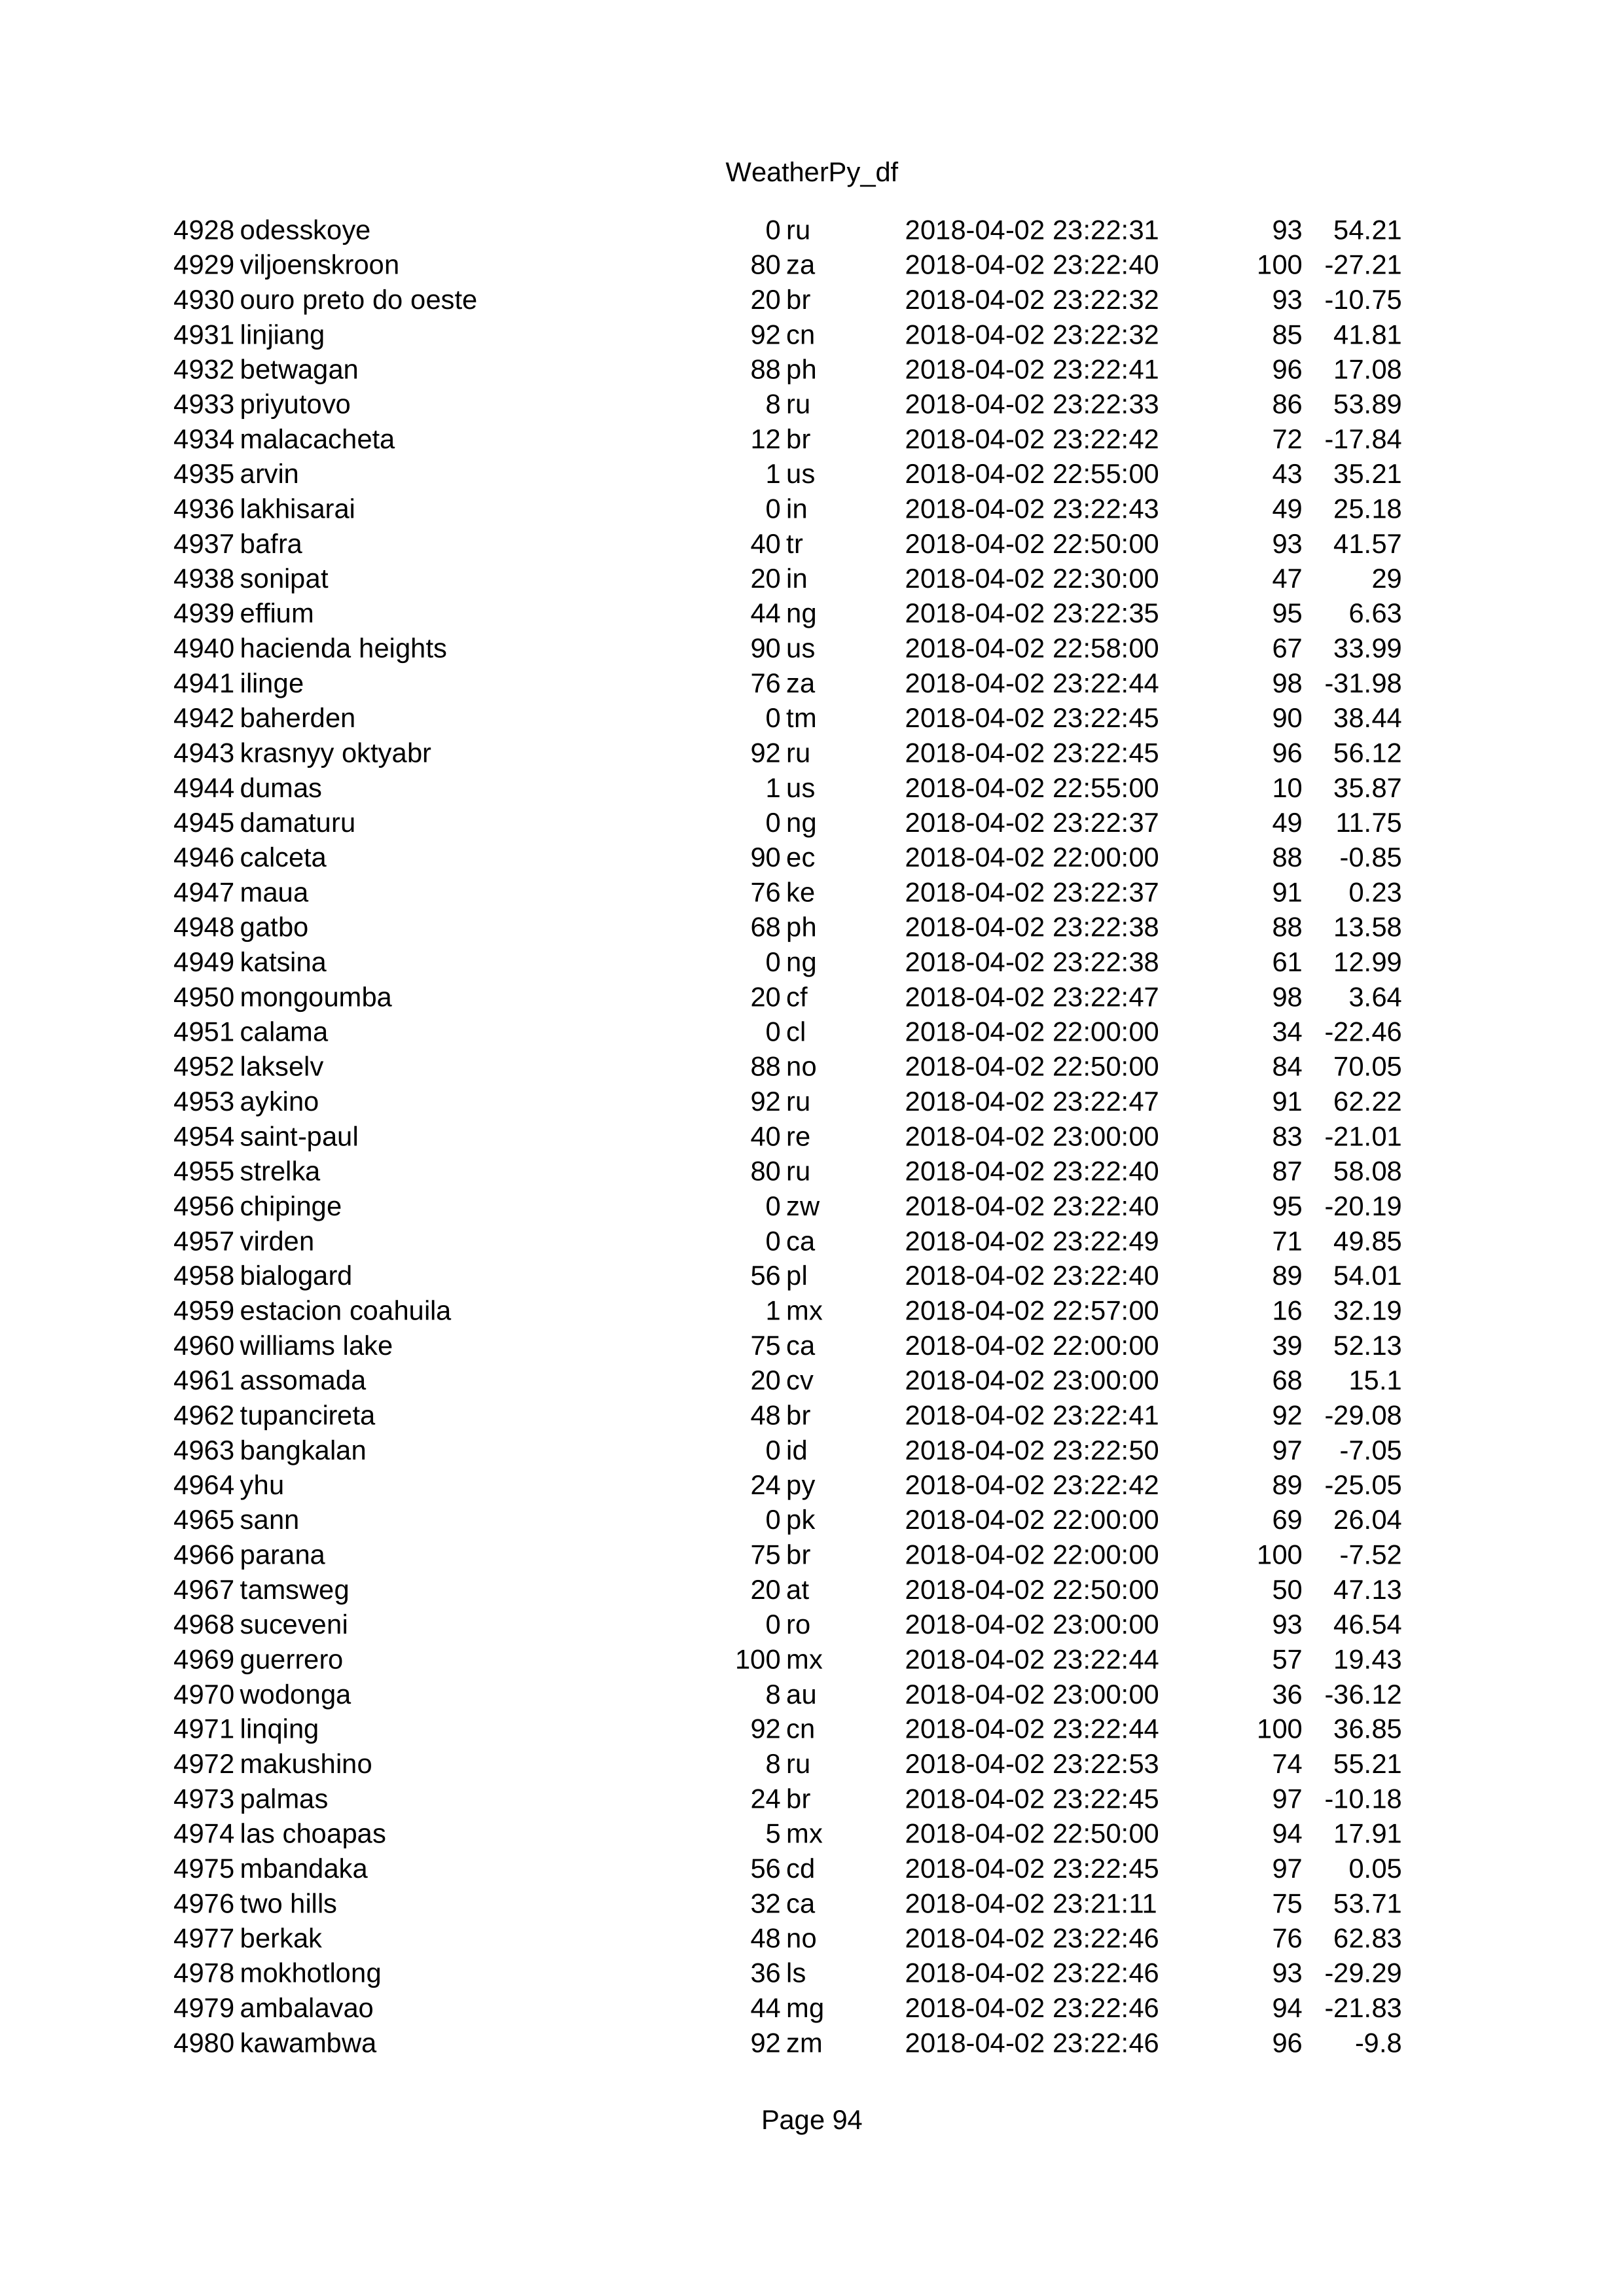 WeatherPy_df
4928 odesskoye 0 ru 2018-04-02 23:22:31 93 54.21
4929 viljoenskroon 80 za 2018-04-02 23:22:40 100 -27.21
4930 ouro preto do oeste 20 br 2018-04-02 23:22:32 93 -10.75
4931 linjiang 92 cn 2018-04-02 23:22:32 85 41.81
4932 betwagan 88 ph 2018-04-02 23:22:41 96 17.08
4933 priyutovo 8 ru 2018-04-02 23:22:33 86 53.89
4934 malacacheta 12 br 2018-04-02 23:22:42 72 -17.84
4935 arvin 1 us 2018-04-02 22:55:00 43 35.21
4936 lakhisarai 0 in 2018-04-02 23:22:43 49 25.18
4937 bafra 40 tr 2018-04-02 22:50:00 93 41.57
4938 sonipat 20 in 2018-04-02 22:30:00 47 29
4939 effium 44 ng 2018-04-02 23:22:35 95 6.63
4940 hacienda heights 90 us 2018-04-02 22:58:00 67 33.99
4941 ilinge 76 za 2018-04-02 23:22:44 98 -31.98
4942 baherden 0 tm 2018-04-02 23:22:45 90 38.44
4943 krasnyy oktyabr 92 ru 2018-04-02 23:22:45 96 56.12
4944 dumas 1 us 2018-04-02 22:55:00 10 35.87
4945 damaturu 0 ng 2018-04-02 23:22:37 49 11.75
4946 calceta 90 ec 2018-04-02 22:00:00 88 -0.85
4947 maua 76 ke 2018-04-02 23:22:37 91 0.23
4948 gatbo 68 ph 2018-04-02 23:22:38 88 13.58
4949 katsina 0 ng 2018-04-02 23:22:38 61 12.99
4950 mongoumba 20 cf 2018-04-02 23:22:47 98 3.64
4951 calama 0 cl 2018-04-02 22:00:00 34 -22.46
4952 lakselv 88 no 2018-04-02 22:50:00 84 70.05
4953 aykino 92 ru 2018-04-02 23:22:47 91 62.22
4954 saint-paul 40 re 2018-04-02 23:00:00 83 -21.01
4955 strelka 80 ru 2018-04-02 23:22:40 87 58.08
4956 chipinge 0 zw 2018-04-02 23:22:40 95 -20.19
4957 virden 0 ca 2018-04-02 23:22:49 71 49.85
4958 bialogard 56 pl 2018-04-02 23:22:40 89 54.01
4959 estacion coahuila 1 mx 2018-04-02 22:57:00 16 32.19
4960 williams lake 75 ca 2018-04-02 22:00:00 39 52.13
4961 assomada 20 cv 2018-04-02 23:00:00 68 15.1
4962 tupancireta 48 br 2018-04-02 23:22:41 92 -29.08
4963 bangkalan 0 id 2018-04-02 23:22:50 97 -7.05
4964 yhu 24 py 2018-04-02 23:22:42 89 -25.05
4965 sann 0 pk 2018-04-02 22:00:00 69 26.04
4966 parana 75 br 2018-04-02 22:00:00 100 -7.52
4967 tamsweg 20 at 2018-04-02 22:50:00 50 47.13
4968 suceveni 0 ro 2018-04-02 23:00:00 93 46.54
4969 guerrero 100 mx 2018-04-02 23:22:44 57 19.43
4970 wodonga 8 au 2018-04-02 23:00:00 36 -36.12
4971 linqing 92 cn 2018-04-02 23:22:44 100 36.85
4972 makushino 8 ru 2018-04-02 23:22:53 74 55.21
4973 palmas 24 br 2018-04-02 23:22:45 97 -10.18
4974 las choapas 5 mx 2018-04-02 22:50:00 94 17.91
4975 mbandaka 56 cd 2018-04-02 23:22:45 97 0.05
4976 two hills 32 ca 2018-04-02 23:21:11 75 53.71
4977 berkak 48 no 2018-04-02 23:22:46 76 62.83
4978 mokhotlong 36 ls 2018-04-02 23:22:46 93 -29.29
4979 ambalavao 44 mg 2018-04-02 23:22:46 94 -21.83
4980 kawambwa 92 zm 2018-04-02 23:22:46 96 -9.8
Page 94